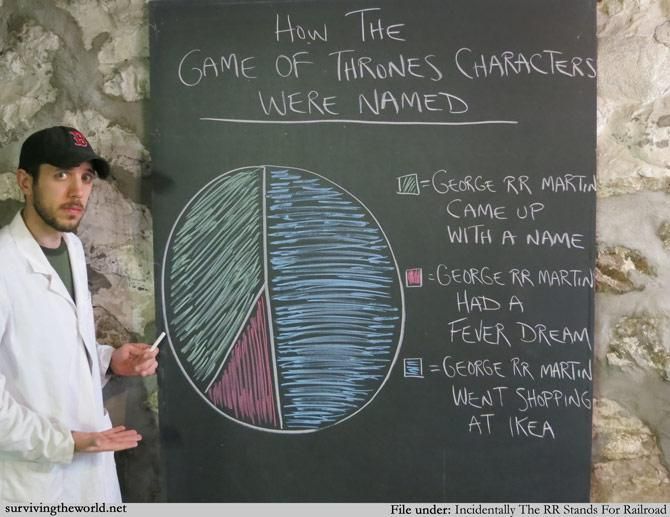 HOW THE
GAME OF THRONES CHARACTERS
WERE NAMED
B
= GEORGE RR MARTIN
CAME UP
WITH A NAME
= GEORGE RR MARTIN
HAD A
FEVER DREAM
= GEORGE RR MARTIN
WENT SHOPPING
AT IKEA
survivingtheworld.net
File under: Incidentally The RR Stands For Railroad